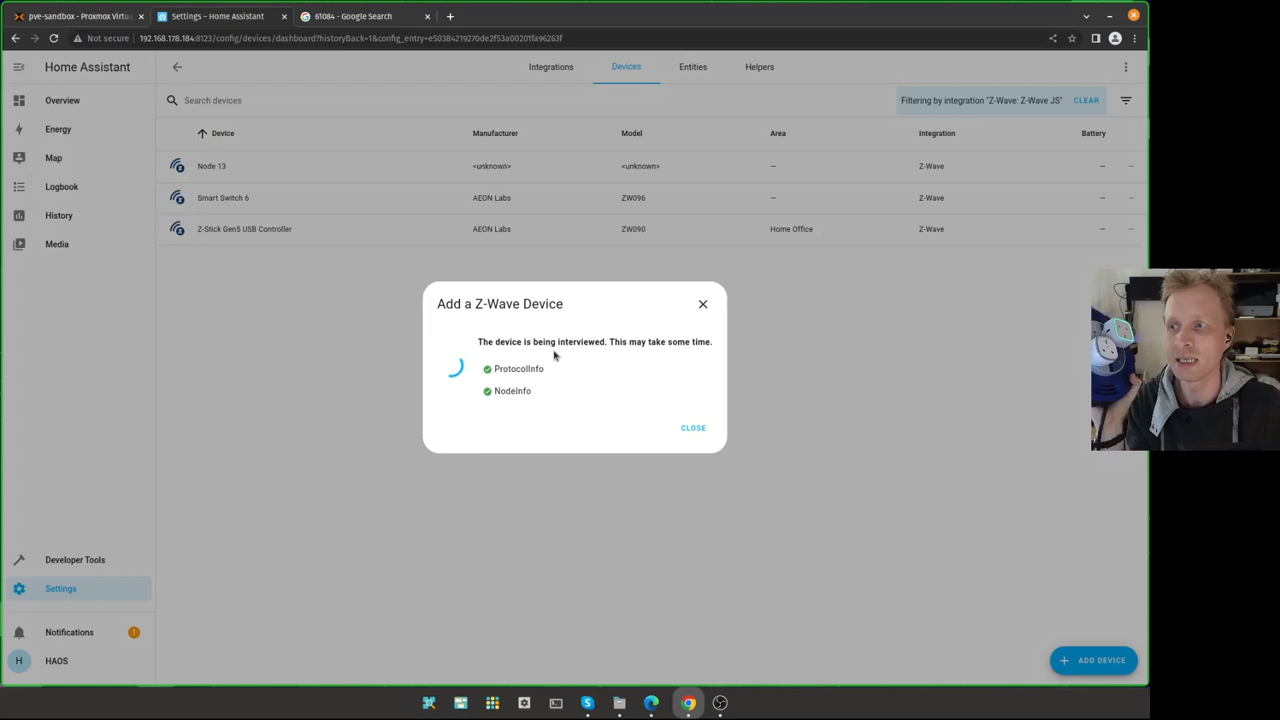 pve-sandbox - Proxmox Virtu
Settings – Home Assistant
61084 - Google Search
Not secure
192.168.178.184:8123/config/devices/dashboard?historyBack=1&config_entry=e50384219270de2f53a00201fa96263f
Home Assistant
Integrations
Devices
Entities
Helpers
Overview
Energy
Map
Logbook
History
Media
Developer Tools
Settings
Notifications
1
H
HAOS
Search devices
Filtering by integration "Z-Wave: Z-Wave JS"
CLEAR
Device Manufacturer Model Area Integration Battery
Node 13 <unknown> <unknown> — Z-Wave —
Smart Switch 6 AEON Labs ZW096 — Z-Wave —
Z-Stick Gen5 USB Controller AEON Labs ZW090 Home Office Z-Wave —
Add a Z-Wave Device
The device is being interviewed. This may take some time.
ProtocolInfo
NodeInfo
CLOSE
ADD DEVICE